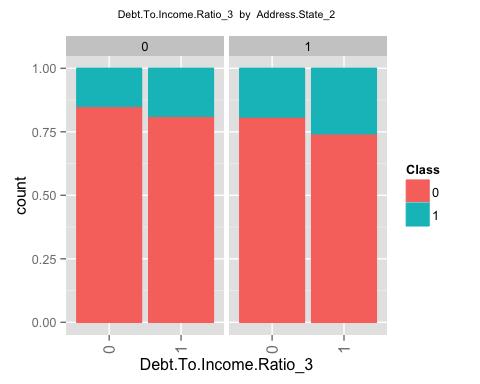 Debt.To.Income.Ratio_3 by Address.State_2
0 1
1.00
0.75
0.50
0.25
0.00
count
0 1 0 1
Debt.To.Income.Ratio_3
Class
0
1